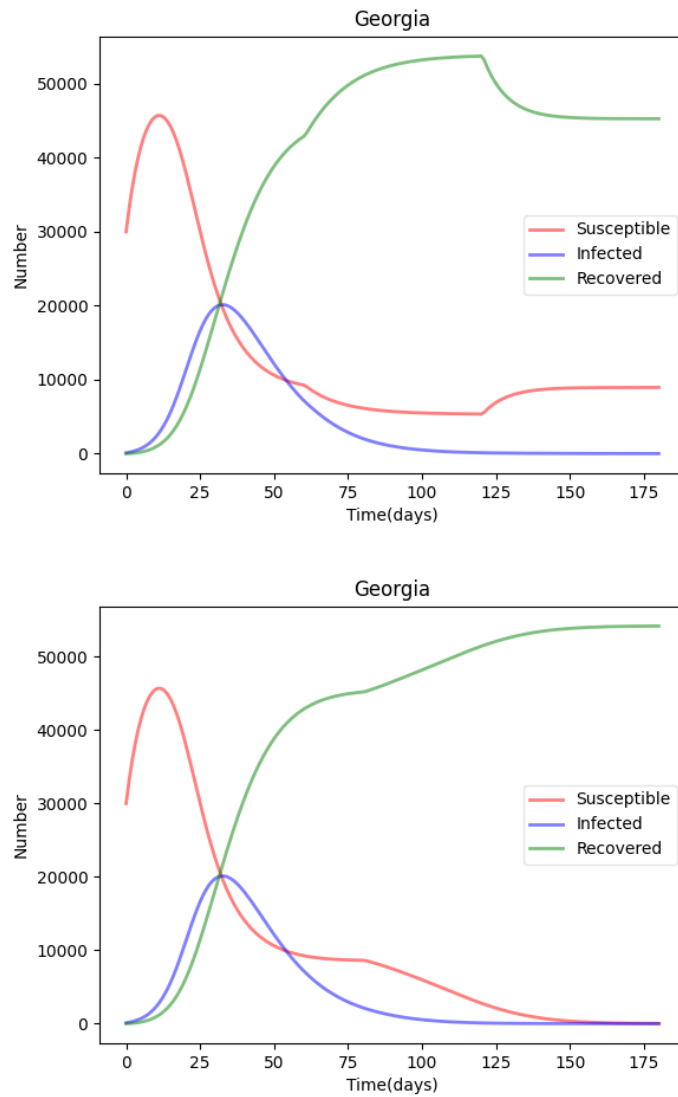 Georgia
50000
40000
30000
20000
10000
0
Number
Susceptible
Infected
Recovered
0 25 50 75 100 125 150 175
Time(days)
Georgia
50000
40000
30000
20000
10000
0
Number
Susceptible
Infected
Recovered
0 25 50 75 100 125 150 175
Time(days)